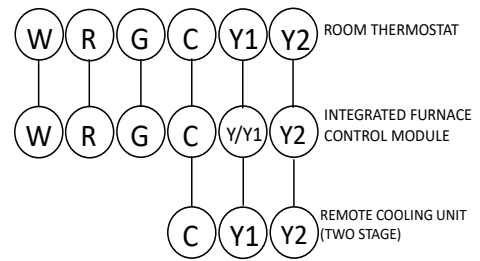 W R G C Y1 Y2 ROOM THERMOSTAT
INTEGRATED FURNACE
W R G C Y/Y1 Y2 CONTROL MODULE
REMOTE COOLING UNIT
C Y1 Y2 (TWO STAGE)